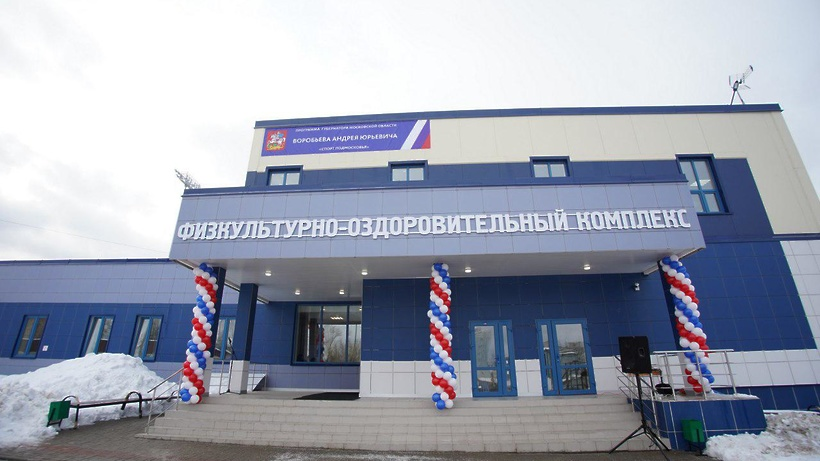 ПРОГРАММА ГУБЕРНАТОРА МОСКОВСКОЙ ОБЛАСТИ
ВОРОБЬЕВА АНДРЕЯ ЮРЬЕВИЧА
«СПОРТ ПОДМОСКОВЬЯ»
ФИЗКУЛЬТУРНО-ОЗДОРОВИТЕЛЬНЫЙ КОМПЛЕКС